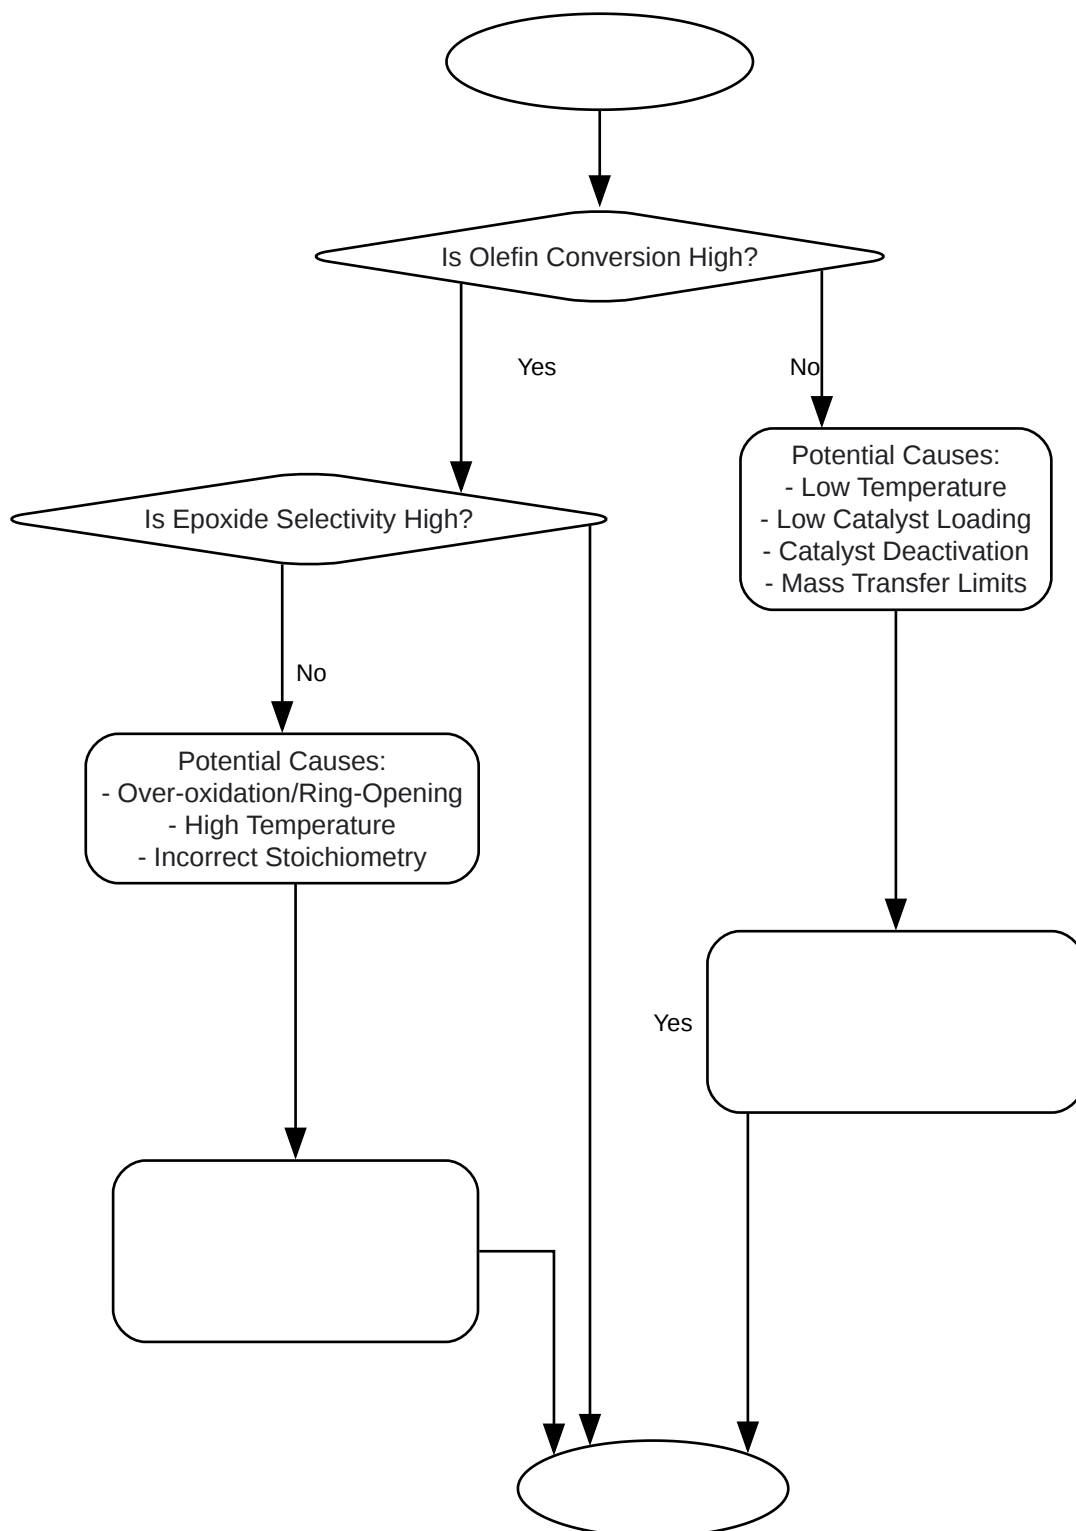 Is Olefin Conversion High?
Yes
No
Potential Causes:
- Low Temperature
- Low Catalyst Loading
- Catalyst Deactivation
- Mass Transfer Limits
Is Epoxide Selectivity High?
No
Potential Causes:
- Over-oxidation/Ring-Opening
- High Temperature
- Incorrect Stoichiometry
Yes